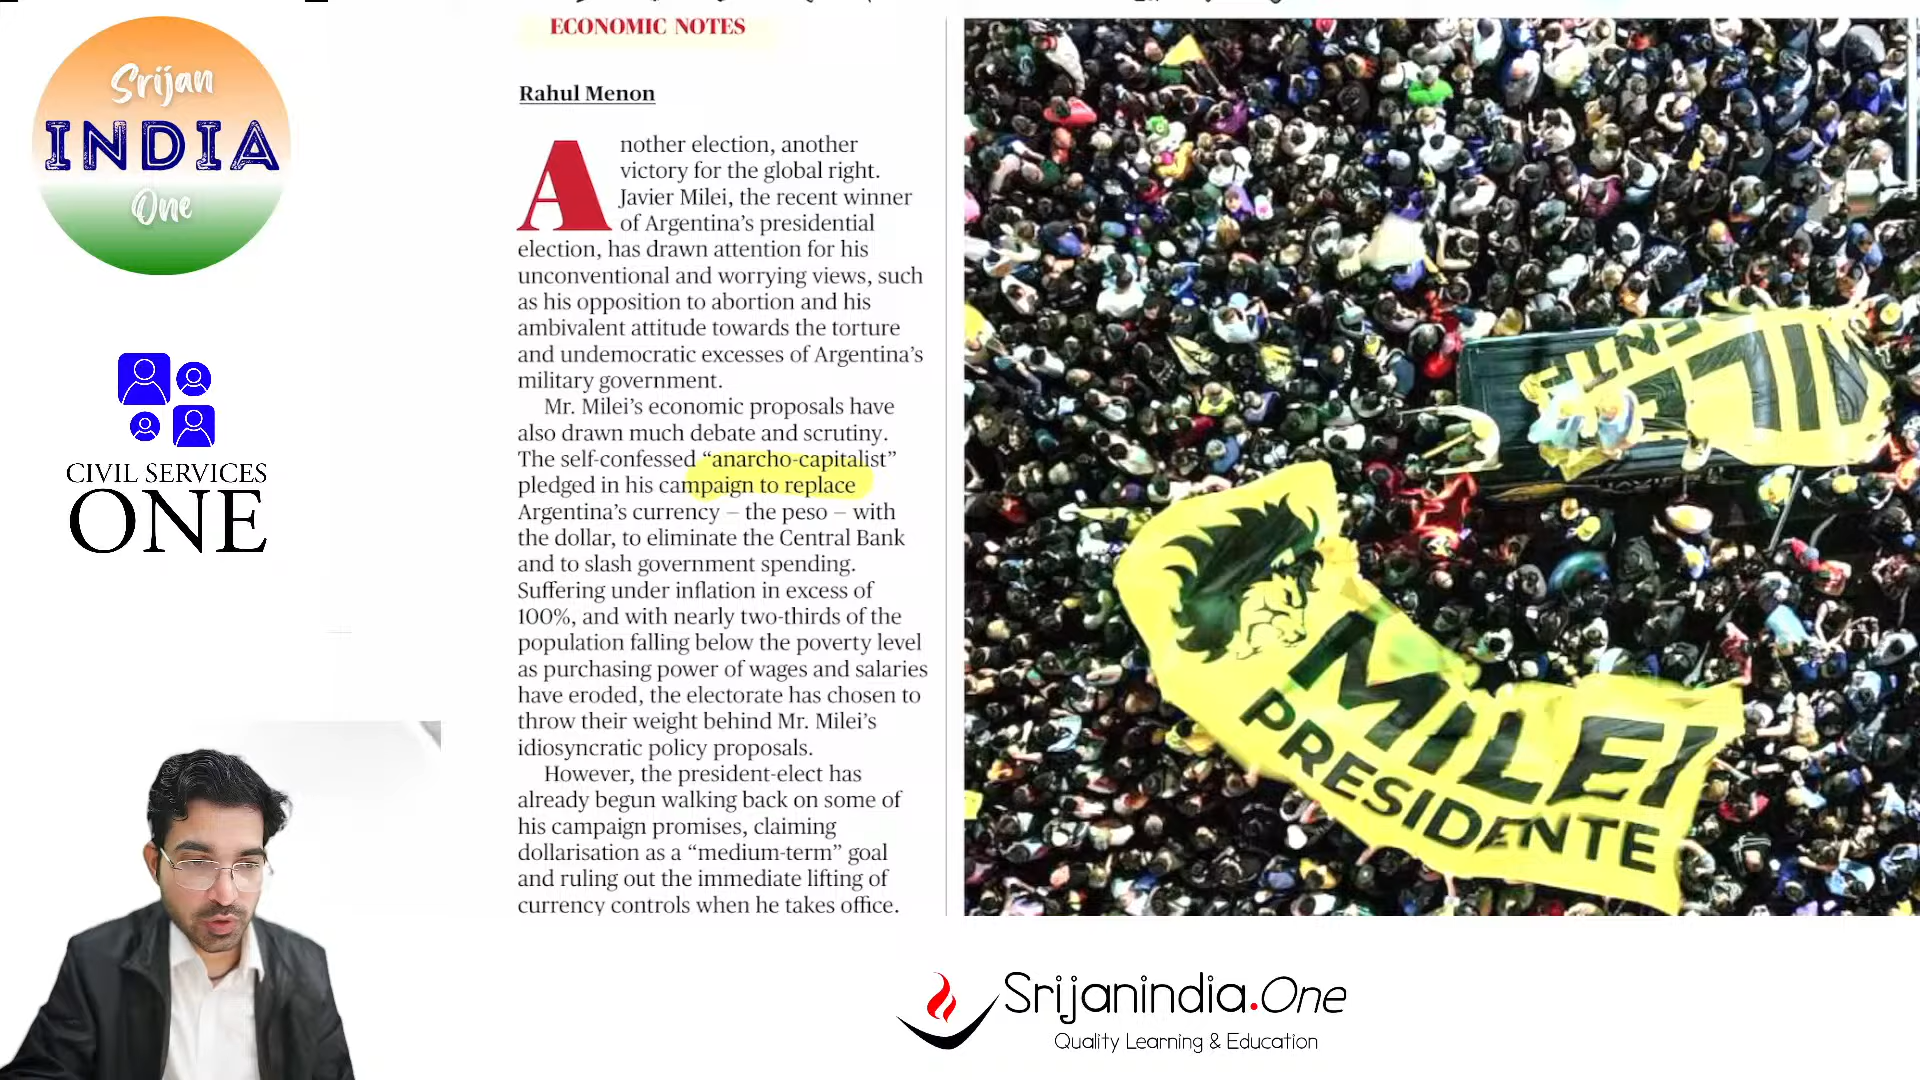 Srijan
INDIA
One
CIVIL SERVICES
ONE
ECONOMIC NOTES
Rahul Menon
Another election, another
victory for the global right.
Javier Milei, the recent winner
of Argentina’s presidential
election, has drawn attention for his
unconventional and worrying views, such
as his opposition to abortion and his
ambivalent attitude towards the torture
and undemocratic excesses of Argentina’s
military government.
Mr. Milei’s economic proposals have
also drawn much debate and scrutiny.
The self-confessed “anarcho-capitalist”
pledged in his campaign to replace
Argentina’s currency – the peso – with
the dollar, to eliminate the Central Bank
and to slash government spending.
Suffering under inflation in excess of
100%, and with nearly two-thirds of the
population falling below the poverty level
as purchasing power of wages and salaries
have eroded, the electorate has chosen to
throw their weight behind Mr. Milei’s
idiosyncratic policy proposals.
However, the president-elect has
already begun walking back on some of
his campaign promises, claiming
dollarisation as a “medium-term” goal
and ruling out the immediate lifting of
currency controls when he takes office.
MILEI
PRESIDENTE
Srijanindia.One
Quality Learning & Education